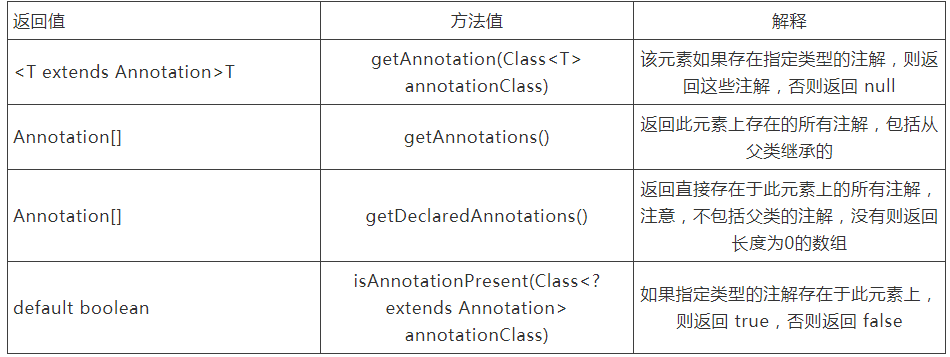 返回值
方法值
解释
<T extends Annotation>T
getAnnotation(Class<T>
annotationClass)
该元素如果存在指定类型的注解，则返
回这些注解，否则返回 null
Annotation[]
getAnnotations()
返回此元素上存在的所有注解，包括从
父类继承的
Annotation[]
getDeclaredAnnotations()
返回直接存在于此元素上的所有注解，
注意，不包括父类的注解，没有则返回
长度为0的数组
default boolean
isAnnotationPresent(Class<?
extends Annotation>
annotationClass)
如果指定类型的注解存在于此元素上，
则返回 true，否则返回 false